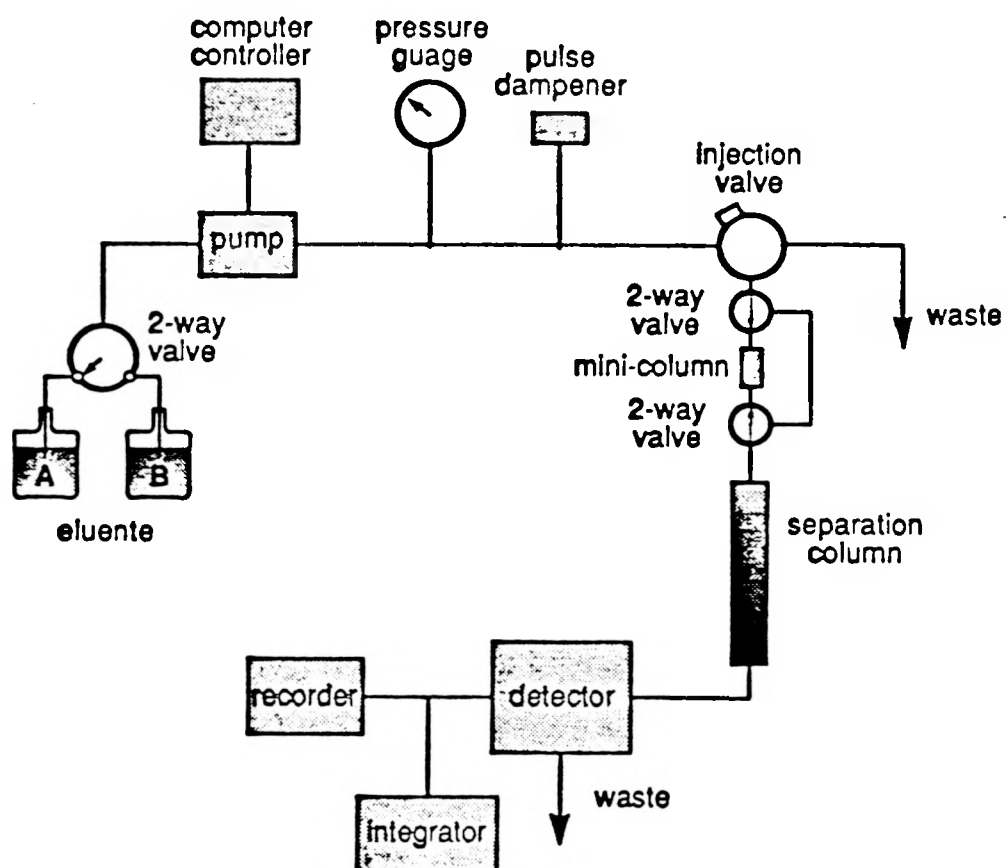 computer
controller
pressure
guage
pulse
dampener
injection
valve
pump
2-way
valve
waste
2-way
valve
mini-column
2-way
valve
A
B
eluente
separation
column
recorder
detector
waste
integrator